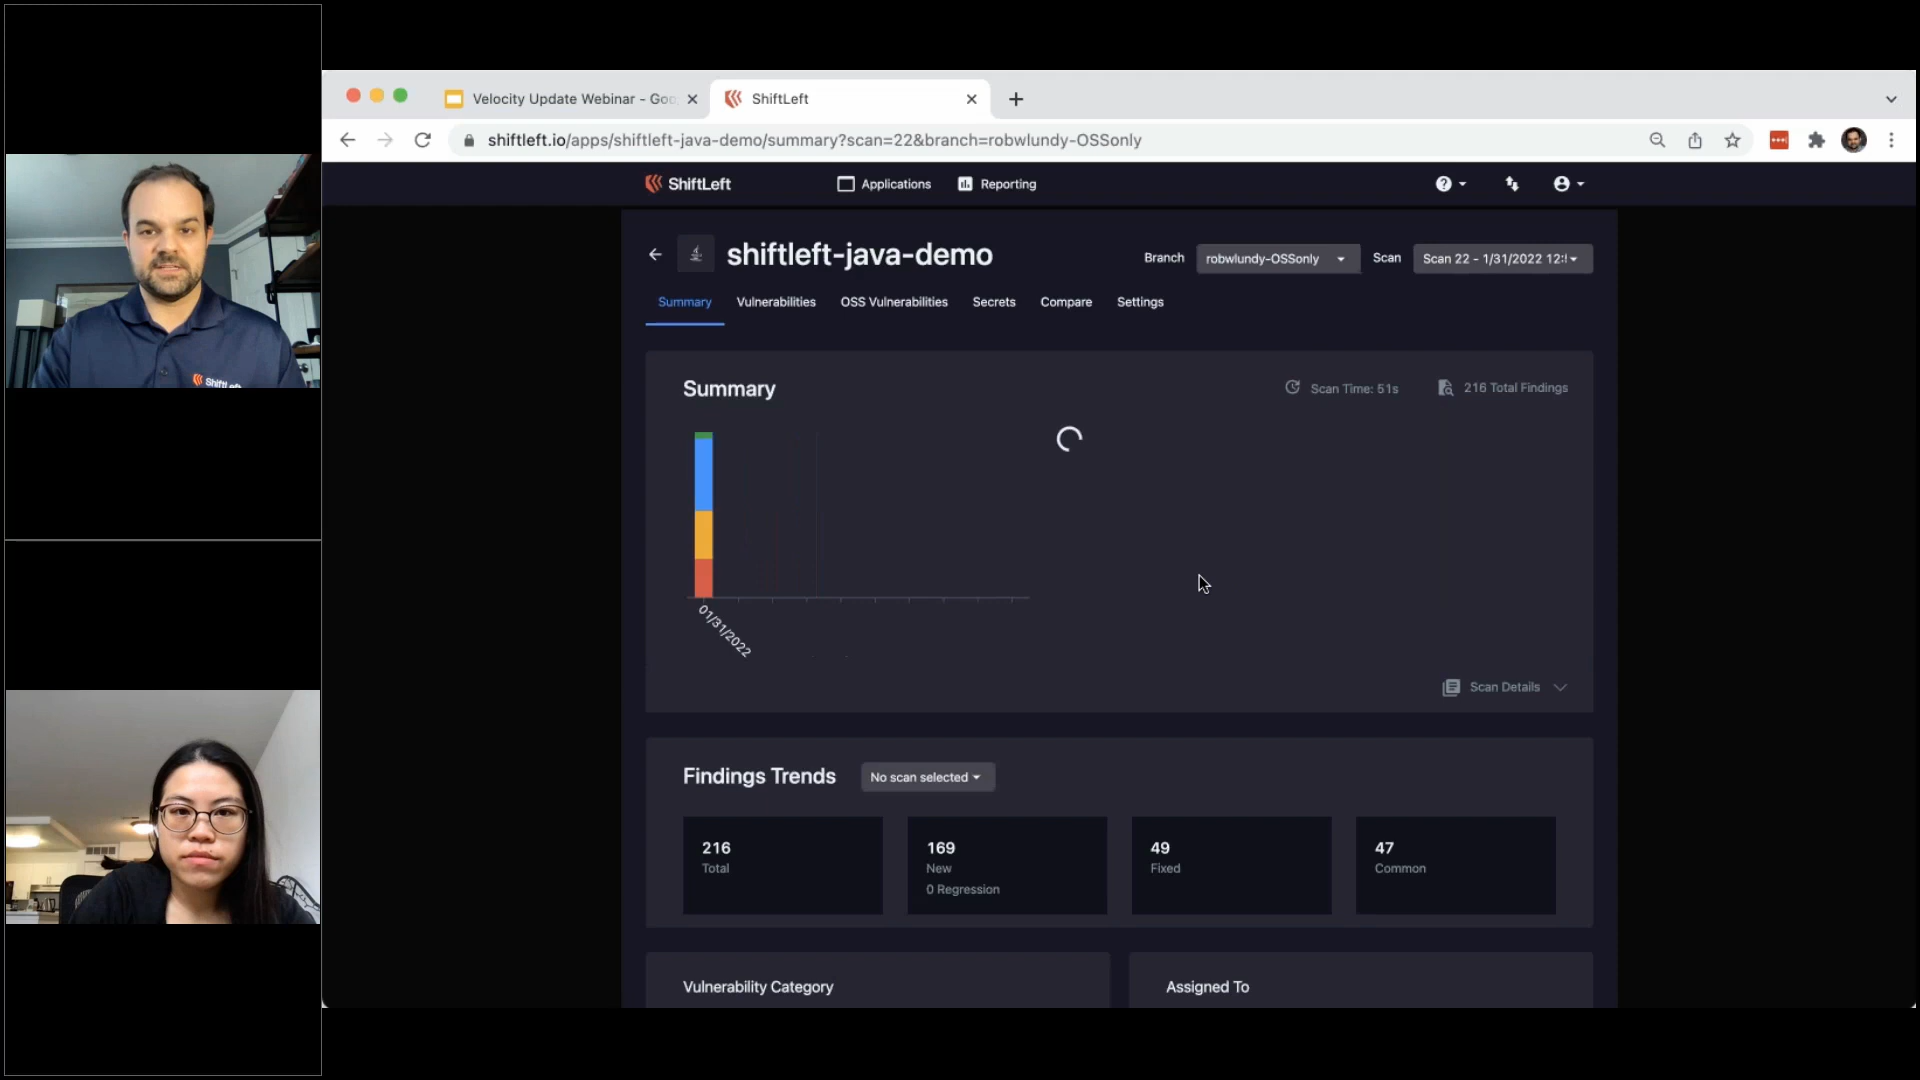 Velocity Update Webinar - Goo
ShiftLeft
shiftleft.io/apps/shiftleft-java-demo/summary?scan=22&branch=robwlundy-OSSonly
ShiftLeft
Applications
Reporting
shiftleft-java-demo
Branch
robwlundy-OSSonly
Scan
Scan 22 - 1/31/2022 12:
Summary
Vulnerabilities
OSS Vulnerabilities
Secrets
Compare
Settings
Summary
Scan Time: 51s
216 Total Findings
01/31/2022
Scan Details
Findings Trends
No scan selected
216
Total
169
New
0 Regression
49
Fixed
47
Common
Vulnerability Category
Assigned To